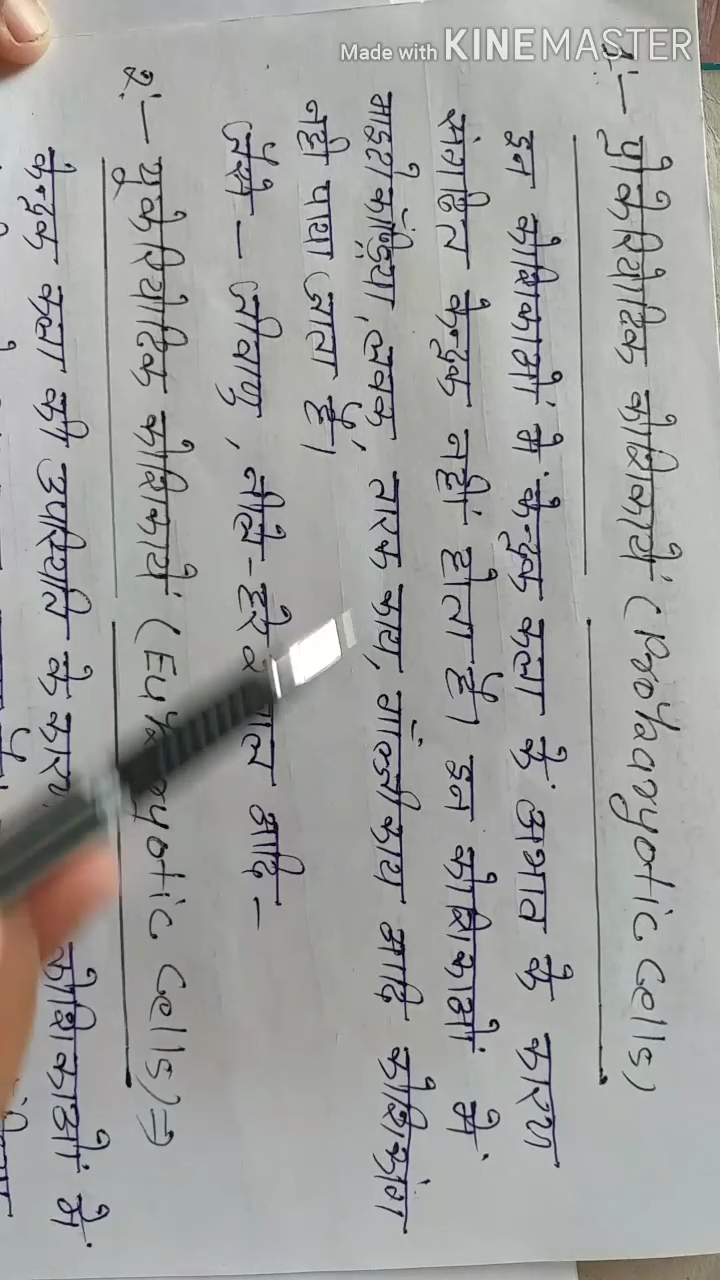 Made with KINEMASTER
1:- प्रोकैरियोटिक कोशिकायें (Prokaryotic Cells)
इन कोशिकाओं में केन्द्रक कला के अभाव के कारण
संगठित केन्द्रक नहीं होता है। इन कोशिकाओं में
माइटोकॉण्ड्रिया, लवक, तारक काय, गॉल्जीकाय आदि कोशिकांग
नही पाया जाता है।
जैसे - जीवाणु, नीले-हरे आदि -
2:- यूकैरियोटिक कोशिकायें (Eukaryotic Cells) ⇒
केन्द्रक कला की उपस्थिति के कारण कोशिकाओं में